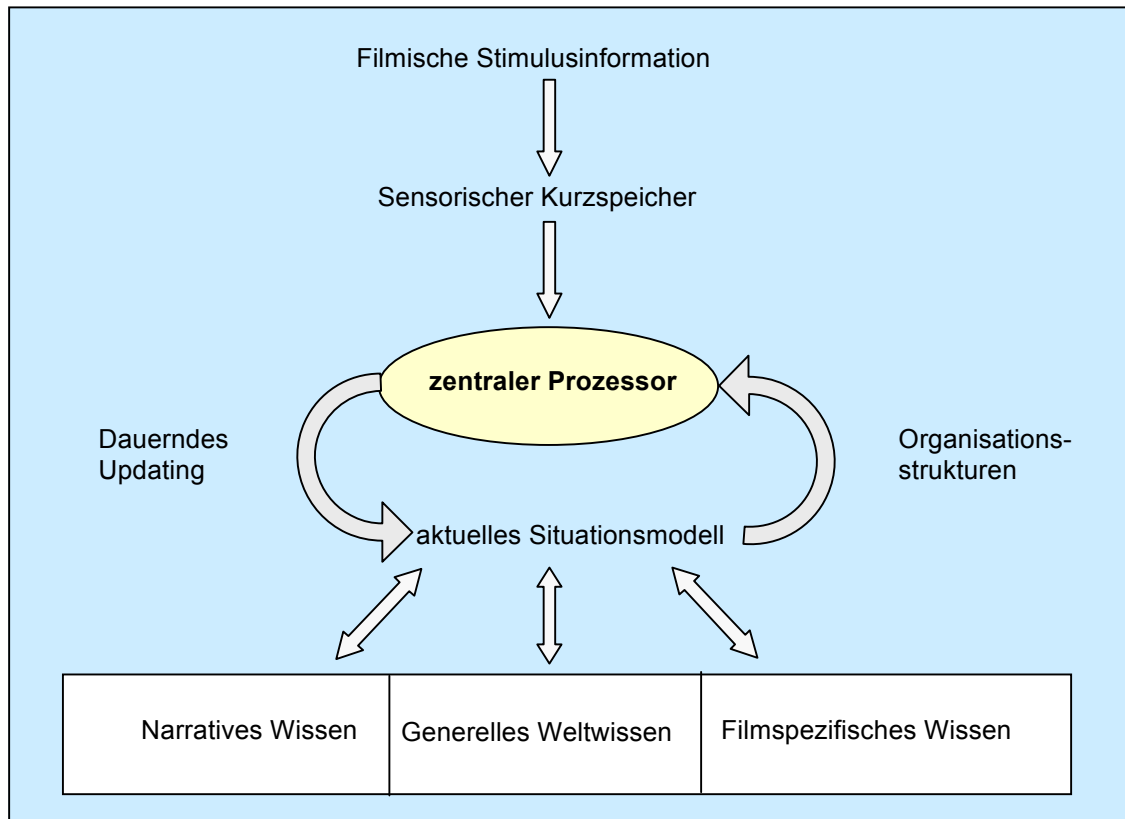 Filmische Stimulusinformation
Sensorischer Kurzspeicher
zentraler Prozessor
Dauerndes
Updating
Organisations-
strukturen
aktuelles Situationsmodell
Narratives Wissen
Generelles Weltwissen
Filmspezifisches Wissen